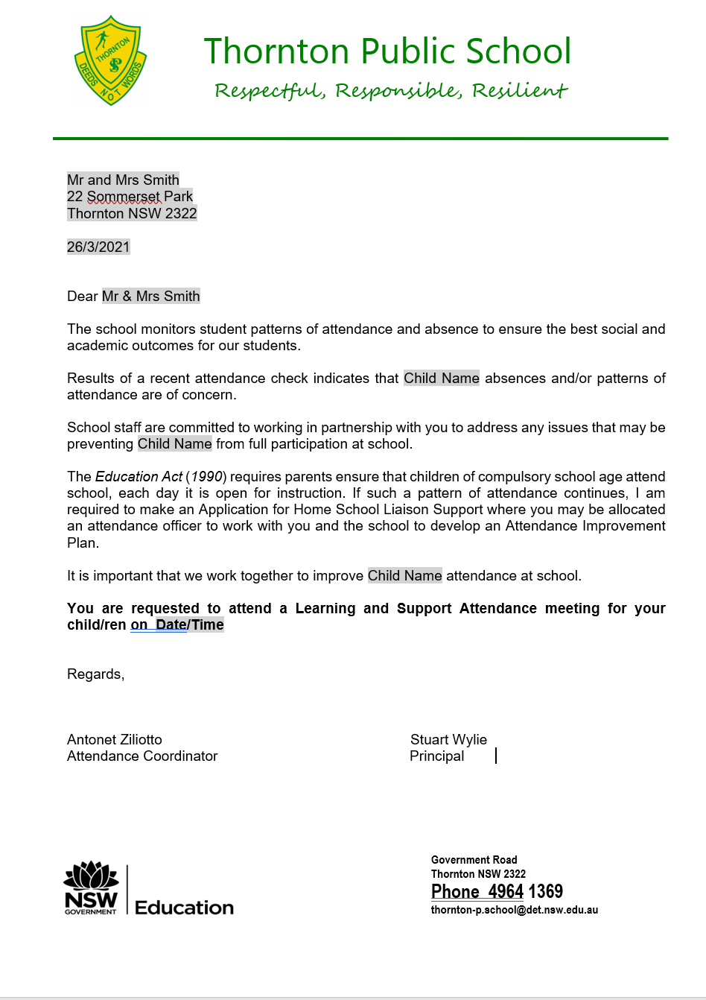 THORNTON
PS
DEEDS NOT WORDS
Thornton Public School
Respectful, Responsible, Resilient
Mr and Mrs Smith
22 Sommerset Park
Thornton NSW 2322
26/3/2021
Dear Mr & Mrs Smith
The school monitors student patterns of attendance and absence to ensure the best social and
academic outcomes for our students.
Results of a recent attendance check indicates that Child Name absences and/or patterns of
attendance are of concern.
School staff are committed to working in partnership with you to address any issues that may be
preventing Child Name from full participation at school.
The Education Act (1990) requires parents ensure that children of compulsory school age attend
school, each day it is open for instruction. If such a pattern of attendance continues, I am
required to make an Application for Home School Liaison Support where you may be allocated
an attendance officer to work with you and the school to develop an Attendance Improvement
Plan.
It is important that we work together to improve Child Name attendance at school.
You are requested to attend a Learning and Support Attendance meeting for your
child/ren on  Date/Time
Regards,
Antonet Ziliotto Stuart Wylie
Attendance Coordinator Principal
NSW
GOVERNMENT
Education
Government Road
Thornton NSW 2322
Phone  4964 1369
thornton-p.school@det.nsw.edu.au